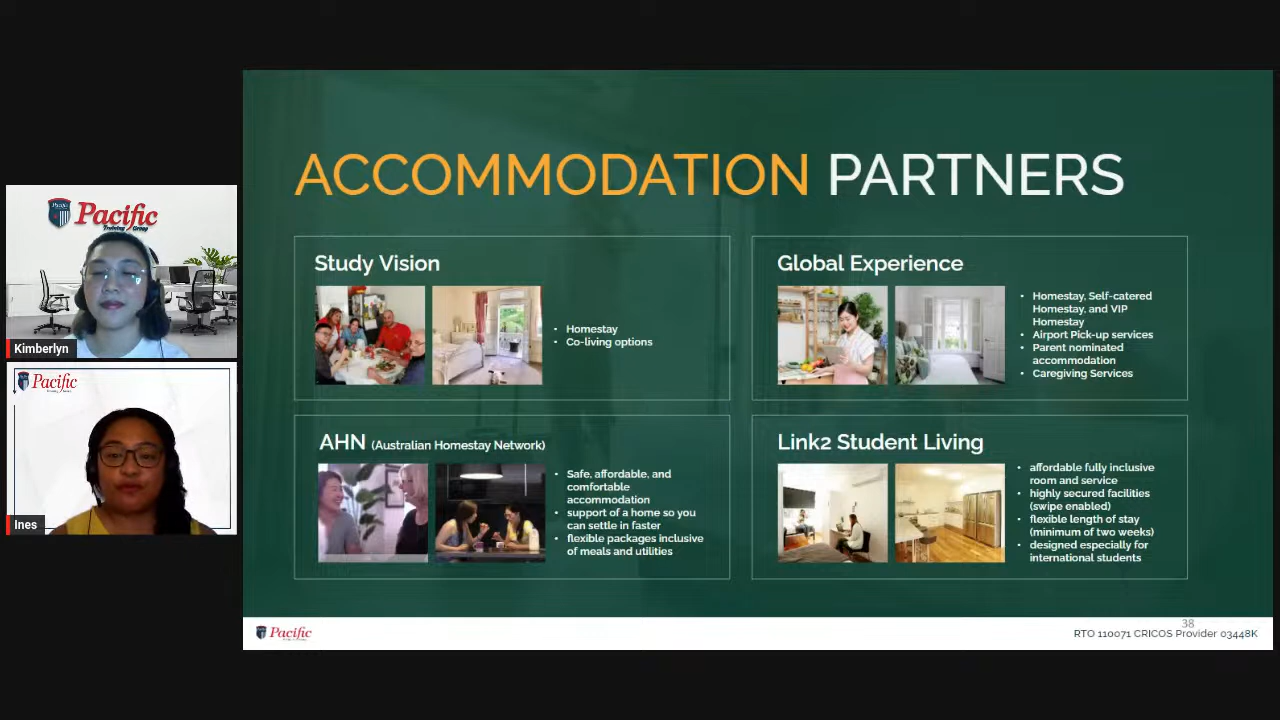 Pacific
Training Group
Kimberlyn
Pacific
Ines
ACCOMMODATION PARTNERS
Study Vision
• Homestay
• Co-living options
Global Experience
• Homestay, Self-catered
Homestay, and VIP
Homestay
• Airport Pick-up services
• Parent nominated
accommodation
• Caregiving Services
AHN (Australian Homestay Network)
• Safe, affordable, and
comfortable
accommodation
• support of a home so you
can settle in faster
• flexible packages inclusive
of meals and utilities
Link2 Student Living
• affordable fully inclusive
room and service
• highly secured facilities
(swipe enabled)
• flexible length of stay
(minimum of two weeks)
• designed especially for
international students
Pacific
38
RTO 110071 CRICOS Provider 03448K